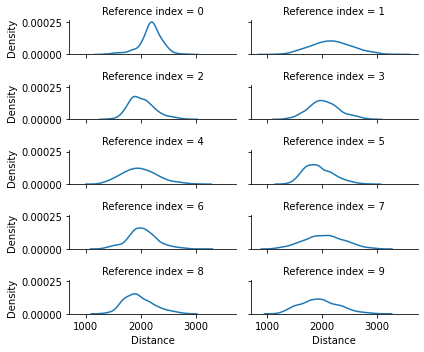 Reference index = 0
Reference index = 1
Density
0.00025
0.00000
Reference index = 2
Reference index = 3
Density
0.00025
0.00000
Reference index = 4
Reference index = 5
Density
0.00025
0.00000
Reference index = 6
Reference index = 7
Density
0.00025
0.00000
Reference index = 8
Reference index = 9
Density
0.00025
0.00000
1000 2000 3000
1000 2000 3000
Distance
Distance